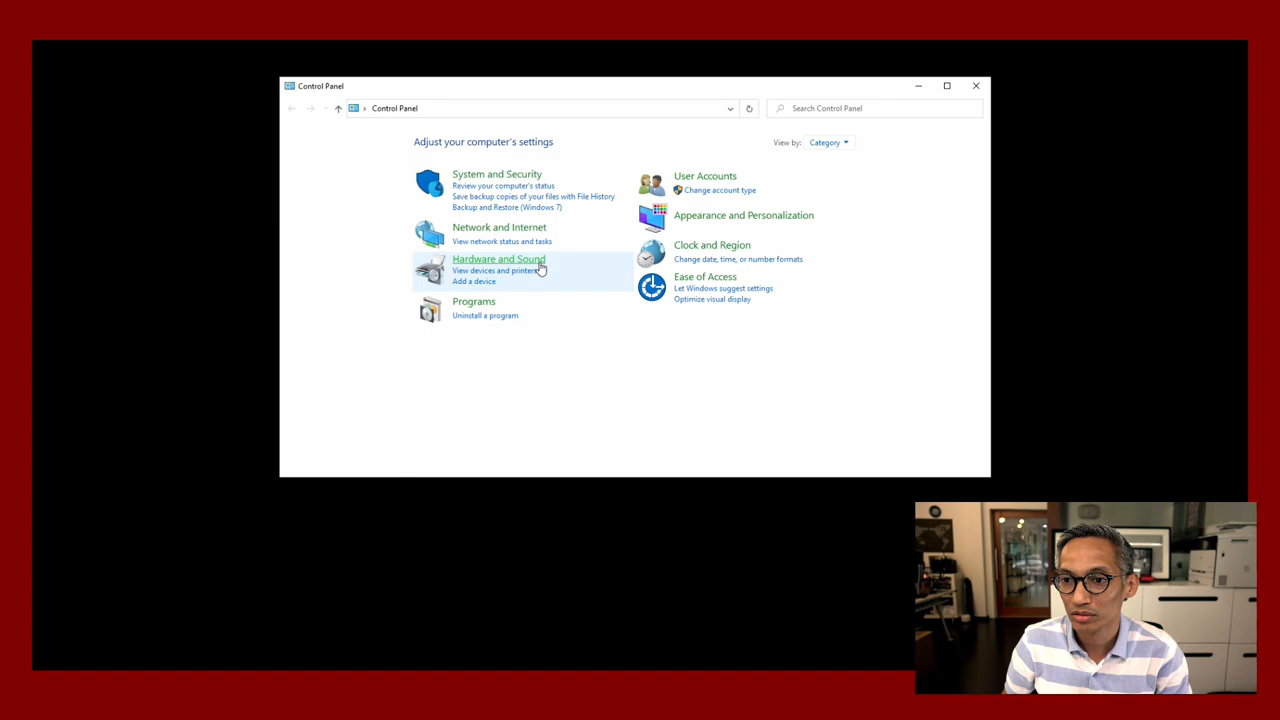 Control Panel
Control Panel
Search Control Panel
Adjust your computer's settings
View by: Category
System and Security
Review your computer's status
Save backup copies of your files with File History
Backup and Restore (Windows 7)
Network and Internet
View network status and tasks
Hardware and Sound
View devices and printers
Add a device
Programs
Uninstall a program
User Accounts
Change account type
Appearance and Personalization
Clock and Region
Change date, time, or number formats
Ease of Access
Let Windows suggest settings
Optimize visual display